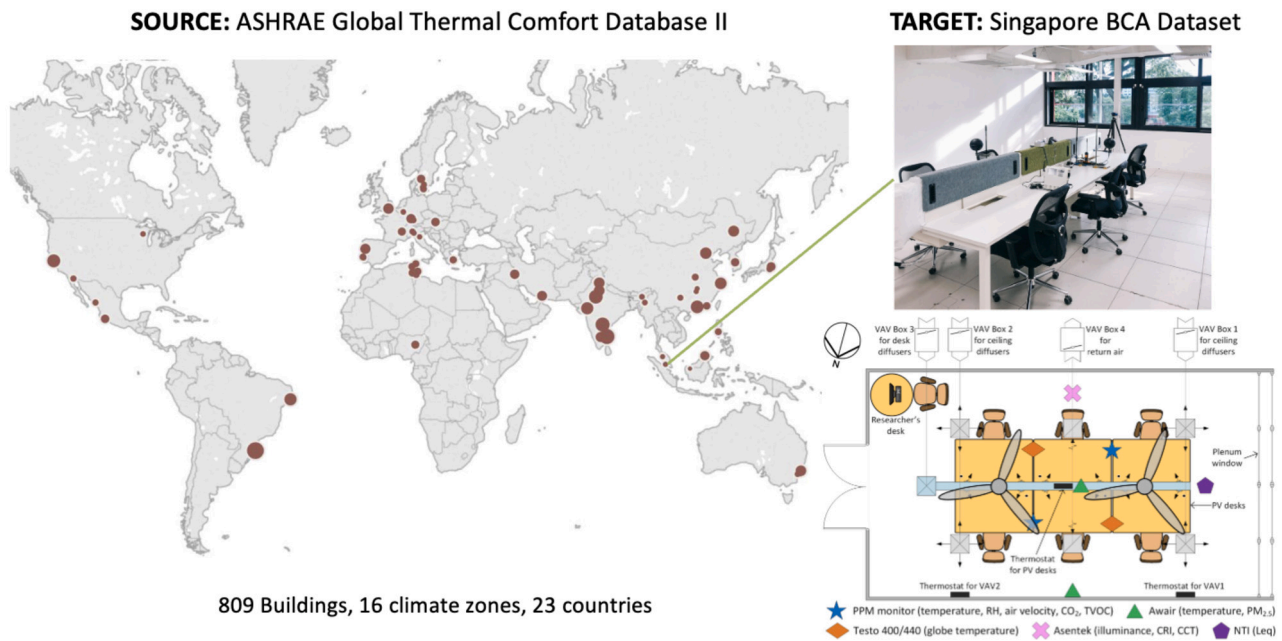 SOURCE: ASHRAE Global Thermal Comfort Database II
TARGET: Singapore BCA Dataset
VAV Box 3
for desk
diffusers
VAV Box 2
for ceiling
diffusers
VAV Box 4
for
return air
VAV Box 1
for ceiling
diffusers
N
Researcher's
desk
Plenum
window
PV desks
Thermostat
for PV desks
Thermostat for VAV2
Thermostat for VAV1
809 Buildings, 16 climate zones, 23 countries
PPM monitor (temperature, RH, air velocity, CO₂, TVOC)
Awair (temperature, PM₂.₅)
Testo 400/440 (globe temperature)
Asentek (illuminance, CRI, CCT)
NTI (Leq)